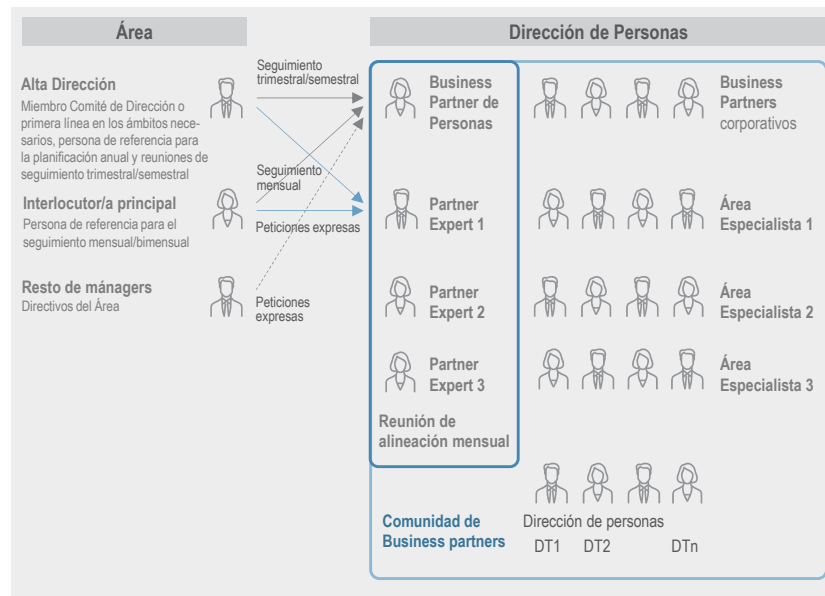 Área
Dirección de Personas
Alta Dirección
Miembro Comité de Dirección o
primera línea en los ámbitos nece-
sarios, persona de referencia para
la planificación anual y reuniones de
seguimiento trimestral/semestral
Interlocutor/a principal
Persona de referencia para el
seguimiento mensual/bimensual
Resto de mánagers
Directivos del Área
Seguimiento
trimestral/semestral
Seguimiento
mensual
Peticiones expresas
Peticiones
expresas
Business
Partner de
Personas
Business
Partners
corporativos
Partner
Expert 1
Área
Especialista 1
Partner
Expert 2
Área
Especialista 2
Partner
Expert 3
Área
Especialista 3
Reunión de
alineación mensual
Comunidad de
Business partners
Dirección de personas
DT1 DT2 DTn